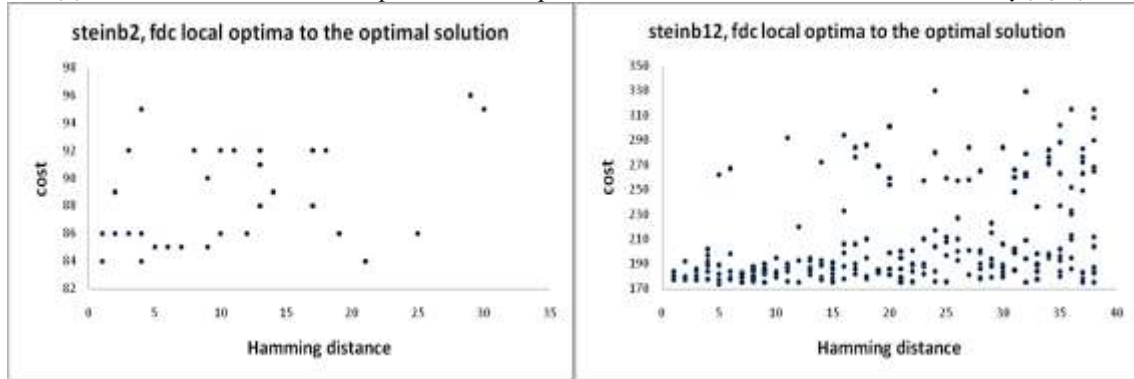 steinb2, fdc local optima to the optimal solution
98
96
94
92
90
88
86
84
82
cost
0 5 10 15 20 25 30 35
Hamming distance
steinb12, fdc local optima to the optimal solution
350
330
310
290
270
250
230
210
190
170
cost
0 5 10 15 20 25 30 35 40
Hamming distance